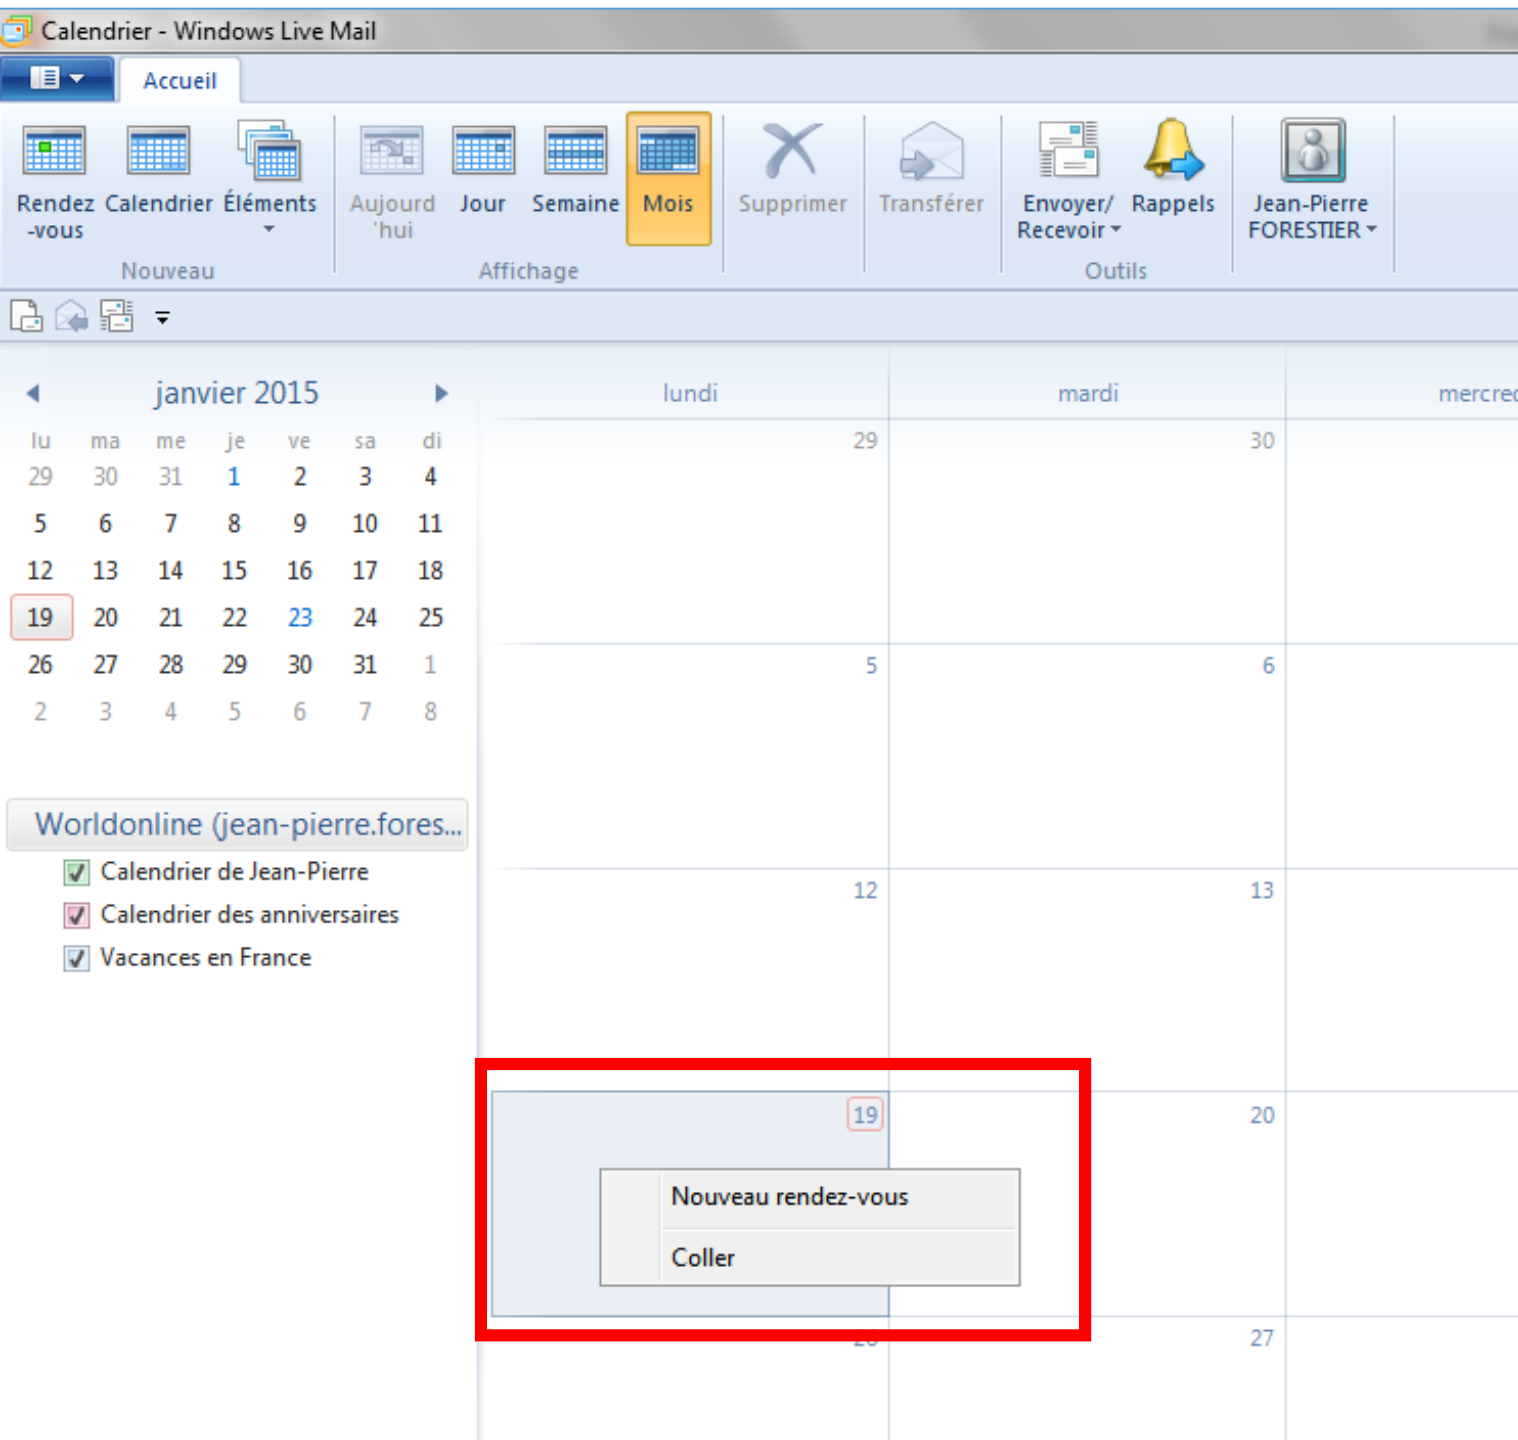 Calendrier - Windows Live Mail
Accueil
Rendez
-vous
Calendrier
Éléments
Aujourd
'hui
Jour
Semaine
Mois
Supprimer
Transférer
Envoyer/
Recevoir
Rappels
Jean-Pierre
FORESTIER
Nouveau
Affichage
Outils
janvier 2015
lu ma me je ve sa di
29 30 31 1 2 3 4
5 6 7 8 9 10 11
12 13 14 15 16 17 18
19 20 21 22 23 24 25
26 27 28 29 30 31 1
2 3 4 5 6 7 8
Worldonline (jean-pierre.fores...
Calendrier de Jean-Pierre
Calendrier des anniversaires
Vacances en France
lundi mardi mercred
29 30
5 6
12 13
19 20
Nouveau rendez-vous
Coller
27